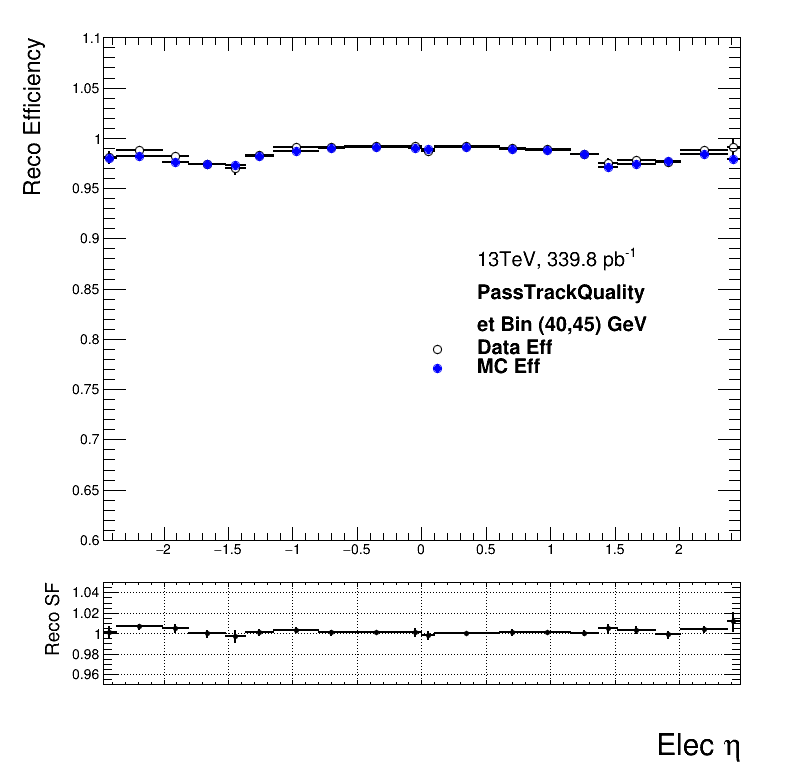 Reco Efficiency
1.1
1.05
1
0.95
0.9
0.85
0.8
0.75
0.7
0.65
0.6
13TeV, 339.8 pb⁻¹
PassTrackQuality
et Bin (40,45) GeV
Data Eff
MC Eff
−2 −1.5 −1 −0.5 0 0.5 1 1.5 2
Reco SF
1.04
1.02
1
0.98
0.96
Elec η